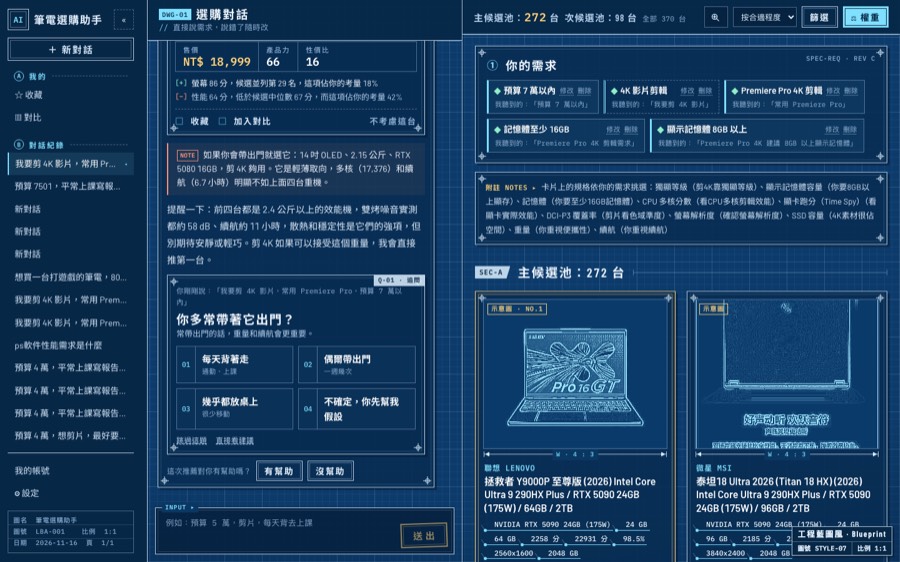 AI 筆電選購助手 «
＋ 新對話
A 我的
☆ 收藏
對比
B 對話紀錄
我要剪 4K 影片，常用 Pr...
預算 7501，平常上課寫報...
新對話
新對話
新對話
想買一台打遊戲的筆電，80...
我要剪 4K 影片，常用 Prem...
我要剪 4K 影片，常用 Prem...
ps軟件性能需求是什麼
預算 4 萬，平常上課寫報告...
預算 4 萬，平常上課寫報告...
預算 4 萬，平常上課寫報告...
預算 4 萬，想剪片，最好要...
我的帳號
設定
圖名 筆電選購助手
圖號 LBA-001 比例 1:1
日期 2026-11-16 頁 1/1
DWG-01 選購對話
// 直接說需求，說錯了隨時改
售價 產品力 性價比
NT$ 18,999 66 16
[+] 螢幕 86 分，候選並列第 29 名，這項佔你的考量 18%
[-] 性能 64 分，低於候選中位數 67 分，而這項佔你的考量 42%
收藏 加入對比 不考慮這台
NOTE 如果你會帶出門就選它：14 吋 OLED、2.15 公斤、RTX
5080 16GB，剪 4K 夠用。它是輕薄取向，多核（17,376）和續
航（6.7 小時）明顯不如上面四台重機。
提醒一下：前四台都是 2.4 公斤以上的效能機，雙烤噪音實測
都約 58 dB、續航約 11 小時，散熱和穩定性是它們的強項，但
別期待安靜或輕巧。剪 4K 如果可以接受這個重量，我會直接
推第一台。
Q-01 · 追問
你剛剛說：「我要剪 4K 影片，常用 Premiere Pro，預算 7 萬以
內」
你多常帶著它出門？
常帶出門的話，重量和續航會更重要。
01 每天背著走
通勤、上課
02 偶爾帶出門
一週幾次
03 幾乎都放桌上
很少移動
04 不確定，你先幫我
假設
跳過這題 直接看建議
這次推薦對你有幫助嗎？ 有幫助 沒幫助
INPUT ▸
例如：預算 5 萬，剪片，每天背去上課
送出
主候選池：272 台 次候選池：98 台 全部 370 台
按合適程度 篩選 權重
① 你的需求 SPEC-REQ · REV C
預算 7 萬以內 修改 刪除
我聽到的：「預算 7 萬以內」
4K 影片剪輯 修改 刪除
我聽到的：「我要剪 4K 影片」
Premiere Pro 4K 剪輯 修改 刪除
我聽到的：「常用 Premiere Pro」
記憶體至少 16GB 修改 刪除
我聽到的：「Premiere Pro 4K 剪輯需求」
顯示記憶體 8GB 以上 修改 刪除
我聽到的：「Premiere Pro 4K 建議 8GB 以上顯示記憶體」
附註 NOTES ▸ 卡片上的規格依你的需求挑選：獨顯等級（剪4K靠獨顯等級）、顯示記憶體容量（你要8GB以
上顯存）、記憶體（你要至少16GB記憶體）、CPU 多核分數（看CPU多核剪輯效能）、顯卡跑分（Time Spy）（看
顯卡實際效能）、DCI-P3 覆蓋率（剪片看色域準度）、螢幕解析度（確認螢幕解析度）、SSD 容量（4K素材很佔
空間）、重量（你重視便攜性）、續航（你重視續航）
SEC-A 主候選池：272 台
示意圖 · NO.1
Pro 16 GT
W · 4 : 3
聯想 LENOVO
拯救者 Y9000P 至尊版 (2026) Intel Core
Ultra 9 290HX Plus / RTX 5090 24GB
(175W) / 64GB / 2TB
NVIDIA RTX 5090 24GB (175W) 24 GB
64 GB 2258 分 22931 分 98.5%
2560x1600 2048 GB
示意圖
W · 4 : 3
微星 MSI
泰坦18 Ultra 2026 (Titan 18 HX)(2026)
Intel Core Ultra 9 290HX Plus / RTX 5090
24GB (175W) / 96GB / 2TB
NVIDIA RTX 5090 24GB (175W) 24 GB
96 GB 2185 分
3840x2400 2048 GB
工程藍圖風 · Blueprint
圖號 STYLE-07 比例 1:1